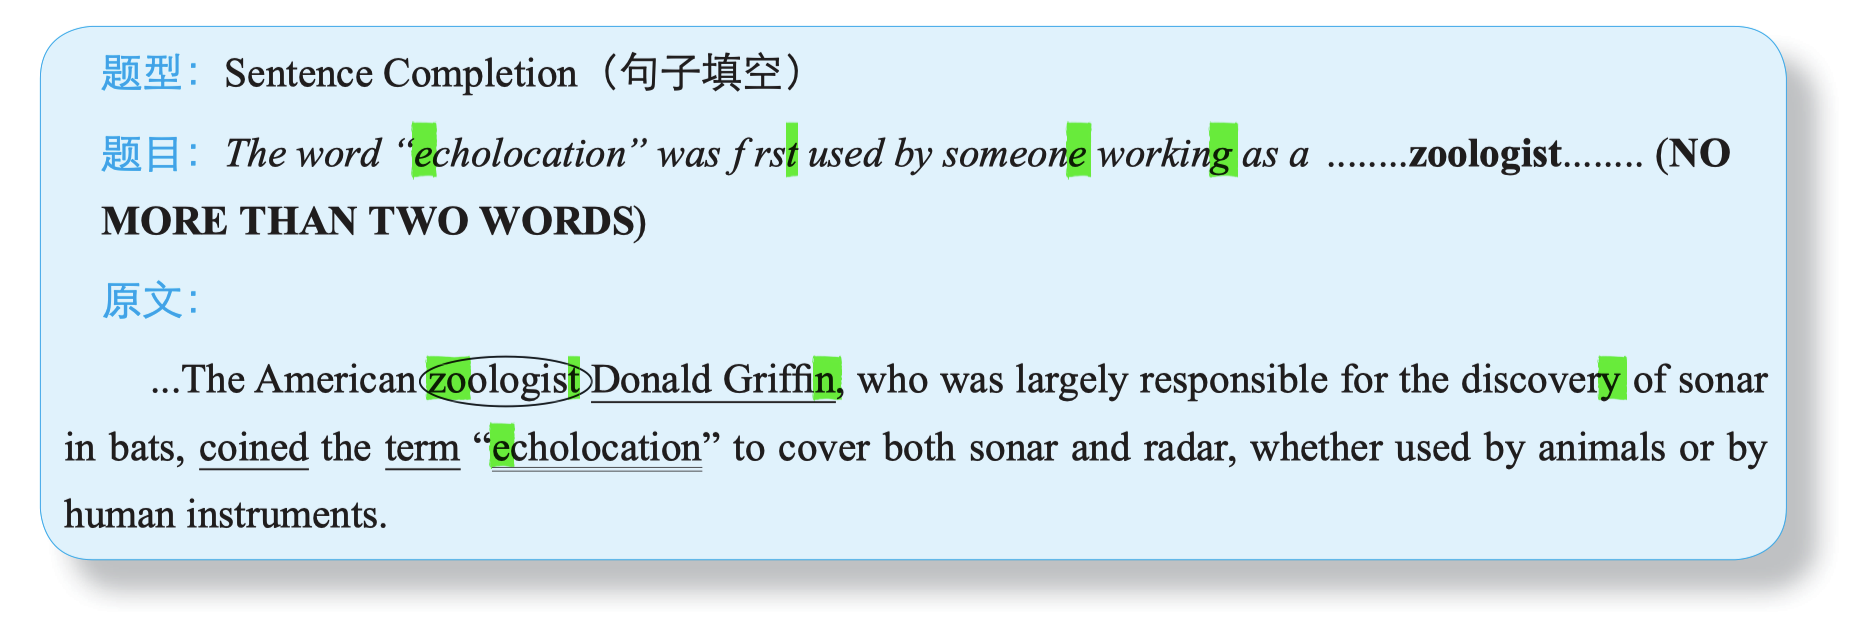 题型：Sentence Completion（句子填空）
题目：The word “echolocation” was f rst used by someone working as a ........zoologist........ (NO
MORE THAN TWO WORDS)
原文：
...The American zoologist Donald Griffin, who was largely responsible for the discovery of sonar
in bats, coined the term “echolocation” to cover both sonar and radar, whether used by animals or by
human instruments.